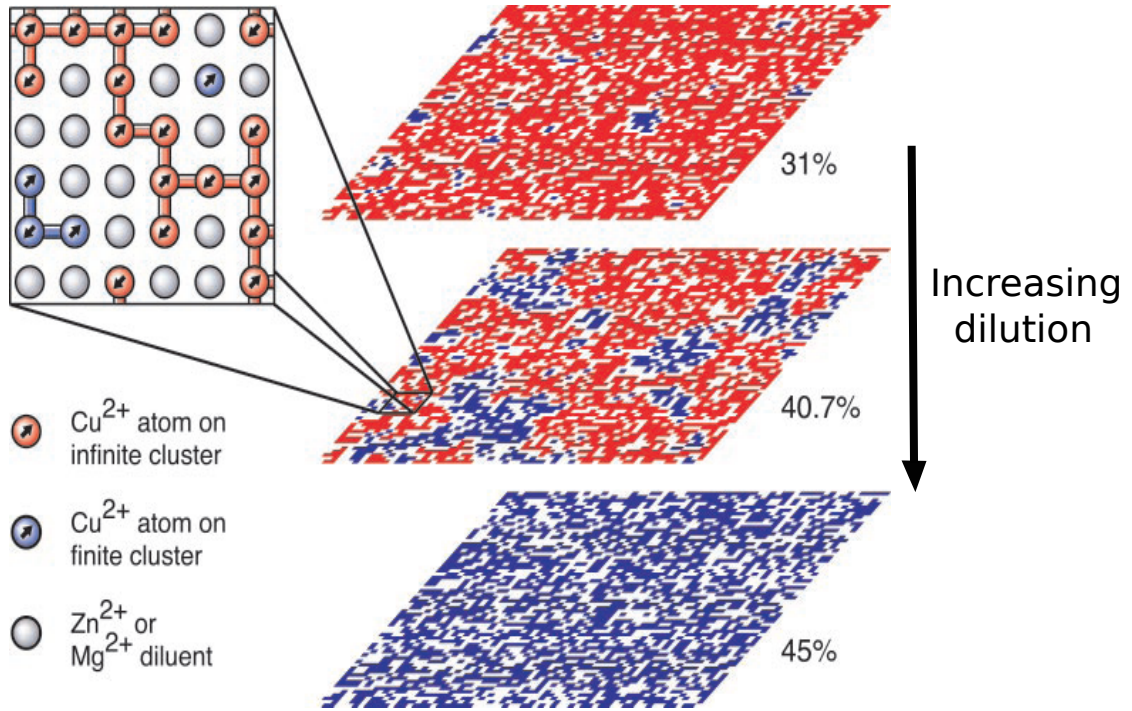 31%
Increasing
dilution
40.7%
Cu²⁺ atom on
infinite cluster
Cu²⁺ atom on
finite cluster
Zn²⁺ or
Mg²⁺ diluent
45%